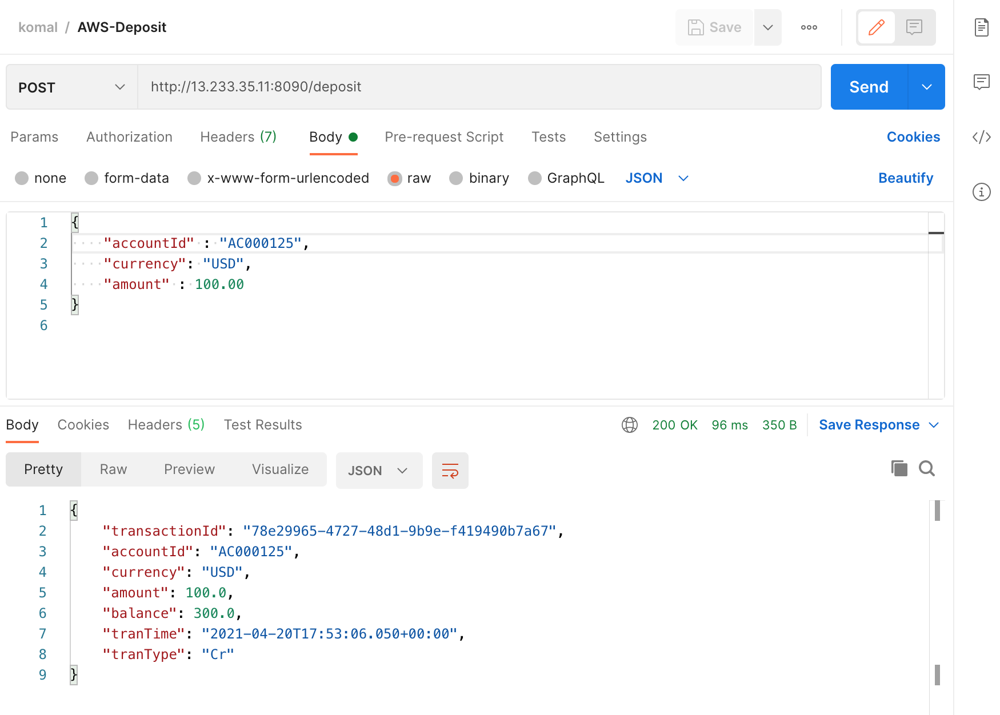 komal / AWS-Deposit
Save
POST
http://13.233.35.11:8090/deposit
Send
Params Authorization Headers (7) Body Pre-request Script Tests Settings Cookies
none form-data x-www-form-urlencoded raw binary GraphQL JSON Beautify
1 {
2 "accountId" : "AC000125",
3 "currency": "USD",
4 "amount" : 100.00
5 }
6
Body Cookies Headers (5) Test Results 200 OK 96 ms 350 B Save Response
Pretty Raw Preview Visualize JSON
1 {
2 "transactionId": "78e29965-4727-48d1-9b9e-f419490b7a67",
3 "accountId": "AC000125",
4 "currency": "USD",
5 "amount": 100.0,
6 "balance": 300.0,
7 "tranTime": "2021-04-20T17:53:06.050+00:00",
8 "tranType": "Cr"
9 }